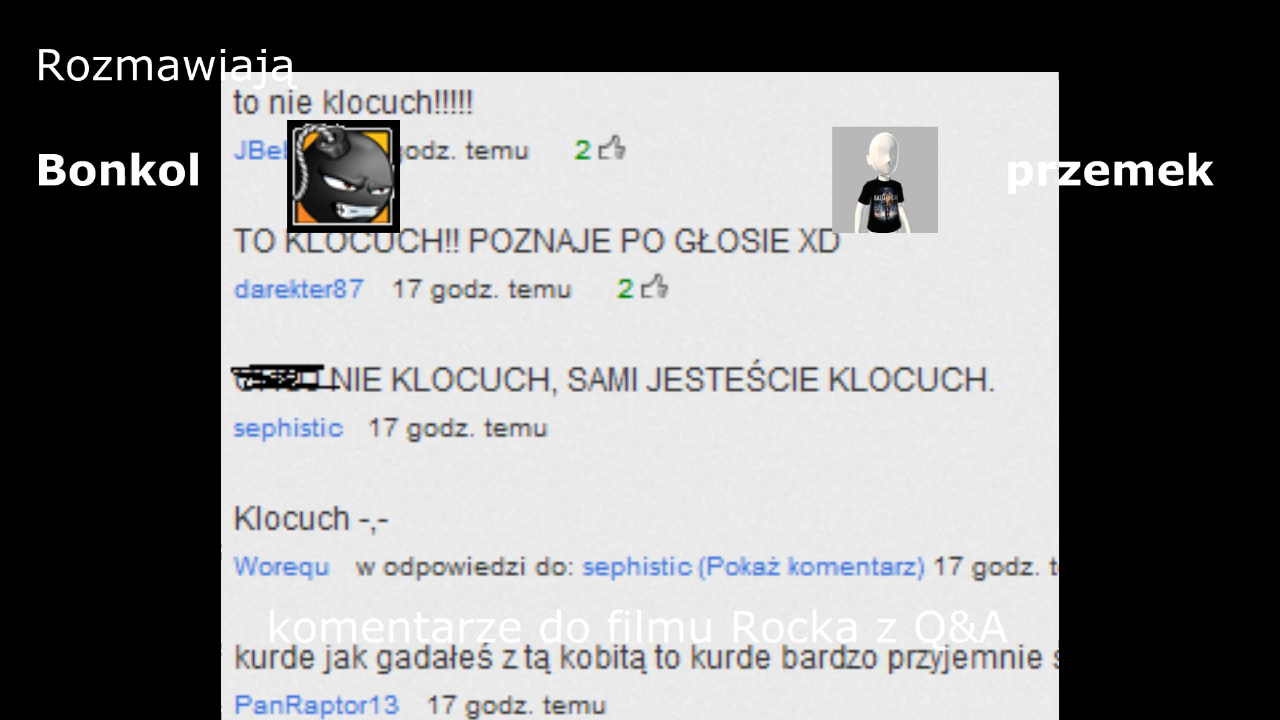 Rozmawiają
to nie klocuch!!!!!
godz. temu 2
Bonkol
przemek
TO KLOCUCH!! POZNAJE PO GŁOSIE XD
darekter87 17 godz. temu 2
NIE KLOCUCH, SAMI JESTEŚCIE KLOCUCH.
sephistic 17 godz. temu
Klocuch -,-
Worequ w odpowiedzi do: sephistic (Pokaż komentarz) 17 godz. t
komentarze do filmu Rocka z Q&A
kurde jak gadałeś z tą kobitą to kurde bardzo przyjemnie s
PanRaptor13 17 godz. temu